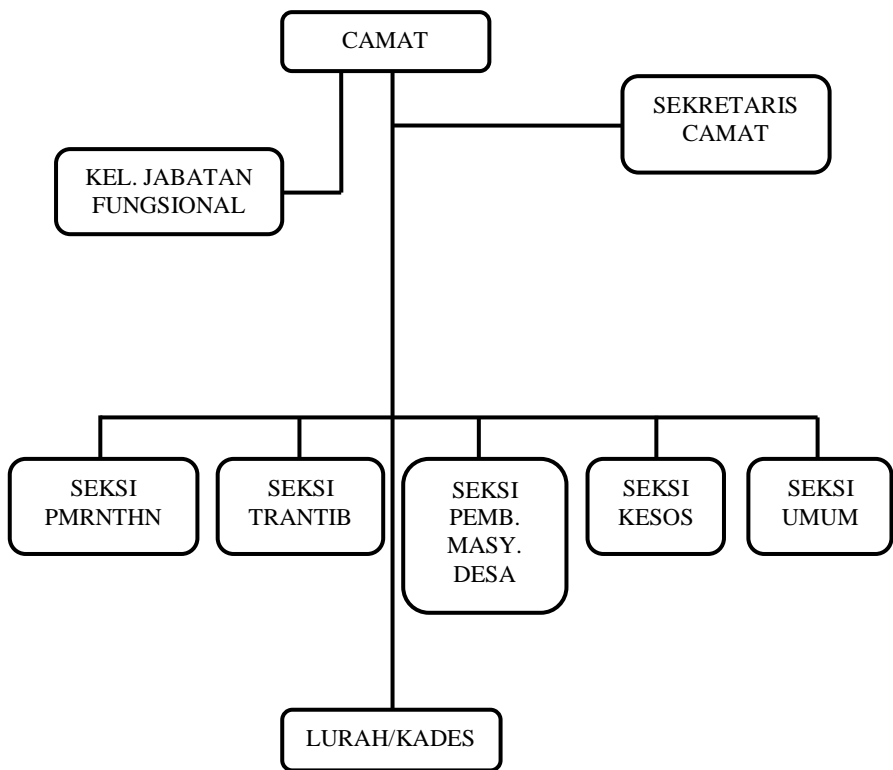 CAMAT
SEKRETARIS
CAMAT
KEL. JABATAN
FUNGSIONAL
SEKSI
PMRNTHN
SEKSI
TRANTIB
SEKSI
PEMB.
MASY.
DESA
SEKSI
KESOS
SEKSI
UMUM
LURAH/KADES